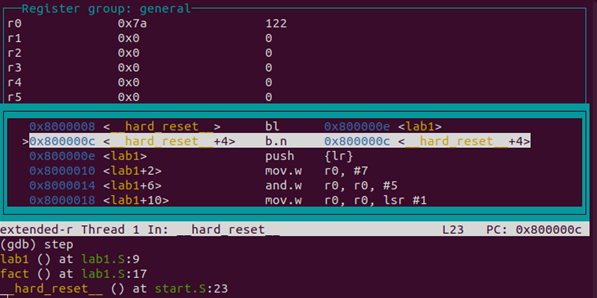 Register group: general
r0 0x7a 122
r1 0x0 0
r2 0x0 0
r3 0x0 0
r4 0x0 0
r5 0x0 0
0x8000008 <__hard_reset__> bl 0x800000e <lab1>
>0x800000c <__hard_reset__+4> b.n 0x800000c <__hard_reset__+4>
0x800000e <lab1> push {lr}
0x8000010 <lab1+2> mov.w r0, #7
0x8000014 <lab1+6> and.w r0, r0, #5
0x8000018 <lab1+10> mov.w r0, r0, lsr #1
extended-r Thread 1 In: __hard_reset__ L23 PC: 0x800000c
(gdb) step
lab1 () at lab1.S:9
fact () at lab1.S:17
__hard_reset__ () at start.S:23